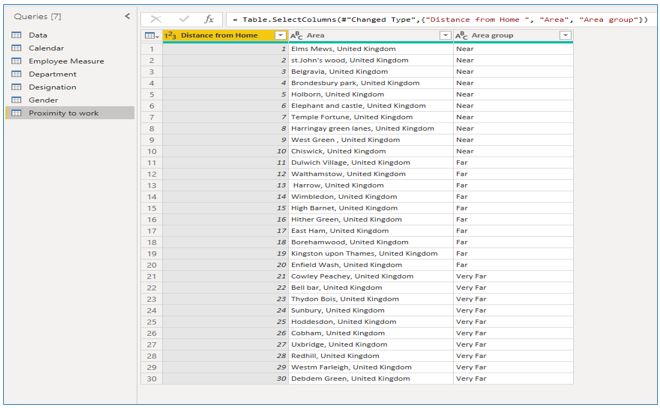 Queries [7]
Data
Calendar
Employee Measure
Department
Designation
Gender
Proximity to work
fx = Table.SelectColumns(#"Changed Type",{"Distance from Home ", "Area", "Area group"})
1²3 Distance from Home ABC Area ABC Area group
1 1 Elms Mews, United Kingdom Near
2 2 st.John's wood, United Kingdom Near
3 3 Belgravia, United Kingdom Near
4 4 Brondesbury park, United Kingdom Near
5 5 Holborn, United Kingdom Near
6 6 Elephant and castle, United Kingdom Near
7 7 Temple Fortune, United Kingdom Near
8 8 Harringay green lanes, United Kingdom Near
9 9 West Green , United Kingdom Near
10 10 Chiswick, United Kingdom Near
11 11 Dulwich Village, United Kingdom Far
12 12 Walthamstow, United Kingdom Far
13 13 Harrow, United Kingdom Far
14 14 Wimbledon, United Kingdom Far
15 15 High Barnet, United Kingdom Far
16 16 Hither Green, United Kingdom Far
17 17 East Ham, United Kingdom Far
18 18 Borehamwood, United Kingdom Far
19 19 Kingston upon Thames, United Kingdom Far
20 20 Enfield Wash, United Kingdom Far
21 21 Cowley Peachey, United Kingdom Very Far
22 22 Bell bar, United Kingdom Very Far
23 23 Thydon Bois, United Kingdom Very Far
24 24 Sunbury, United Kingdom Very Far
25 25 Hoddesdon, United Kingdom Very Far
26 26 Cobham, United Kingdom Very Far
27 27 Uxbridge, United Kingdom Very Far
28 28 Redhill, United Kingdom Very Far
29 29 Westm Farleigh, United Kingdom Very Far
30 30 Debdem Green, United Kingdom Very Far